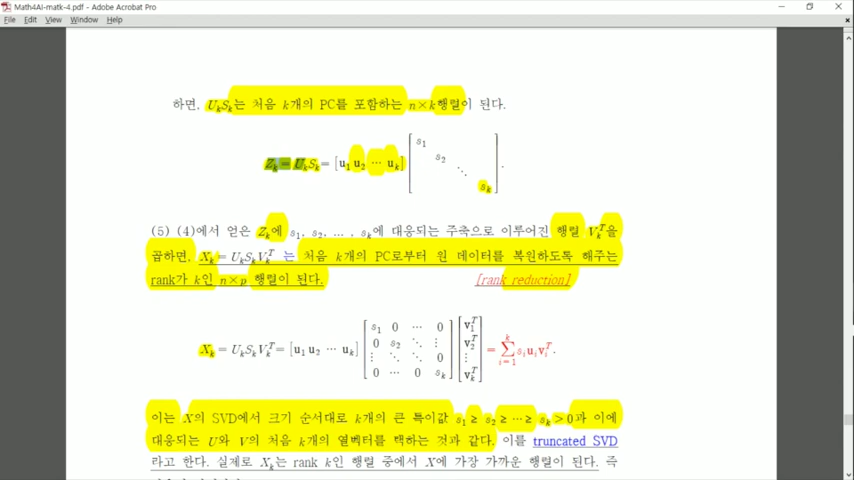 Math4AI-matk-4.pdf - Adobe Acrobat Pro
File Edit View Window Help
하면, UₖSₖ는 처음 k개의 PC를 포함하는 n×k 행렬이 된다.
Zₖ = UₖSₖ = [u₁ u₂ ⋯ uₖ] [s₁ s₂ ⋱ sₖ].
(5) (4)에서 얻은 Zₖ에 s₁, s₂, … , sₖ에 대응되는 주축으로 이루어진 행렬 Vₖᵀ을
곱하면, Xₖ = UₖSₖVₖᵀ 는 처음 k개의 PC로부터 원 데이터를 복원하도록 해주는
rank가 k인 n×p 행렬이 된다. [rank reduction]
Xₖ = UₖSₖVₖᵀ = [u₁ u₂ ⋯ uₖ] [s₁ 0 ⋯ 0 0 s₂ ⋱ ⋮ ⋮ ⋱ ⋱ 0 0 ⋯ 0 sₖ] [v₁ᵀ v₂ᵀ ⋮ vₖᵀ] = ∑ᵢ₌₁ᵏ sᵢuᵢvᵢᵀ.
이는 X의 SVD에서 크기 순서대로 k개의 큰 특이값 s₁ ≥ s₂ ≥ ⋯ ≥ sₖ > 0과 이에
대응되는 U와 V의 처음 k개의 열벡터를 택하는 것과 같다. 이를 truncated SVD
라고 한다. 실제로 Xₖ는 rank k인 행렬 중에서 X에 가장 가까운 행렬이 된다. 즉